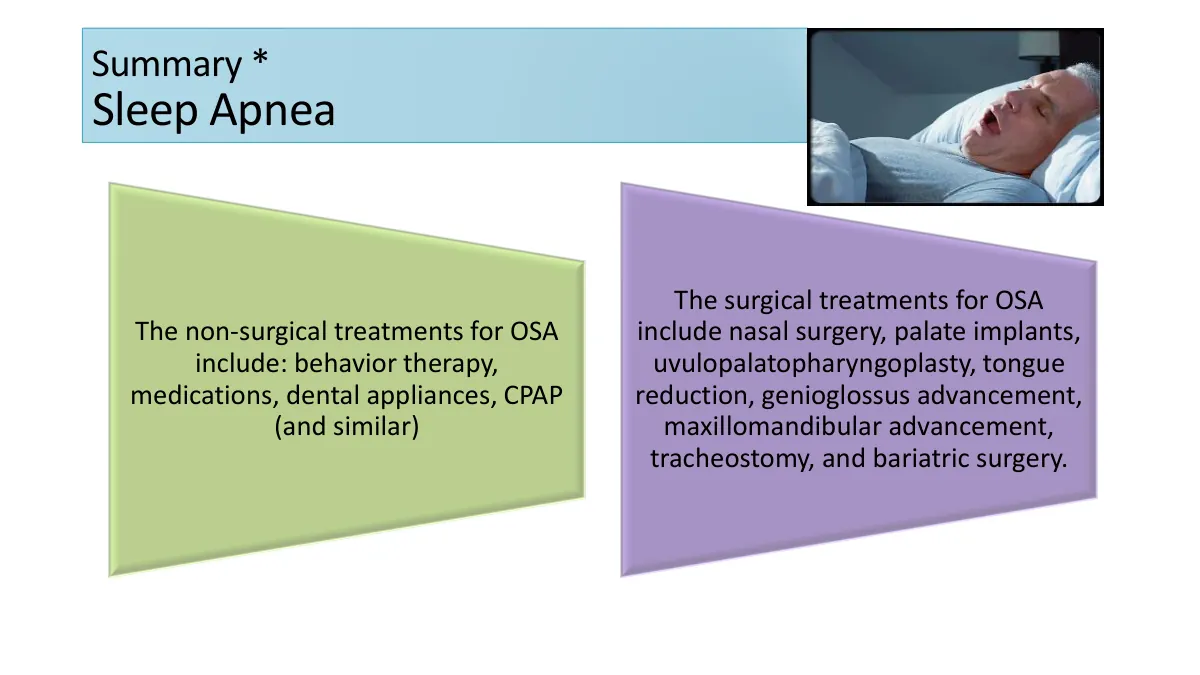 Summary *
Sleep Apnea
The non-surgical treatments for OSA
include: behavior therapy,
medications, dental appliances, CPAP
(and similar)
The surgical treatments for OSA
include nasal surgery, palate implants,
uvulopalatopharyngoplasty, tongue
reduction, genioglossus advancement,
maxillomandibular advancement,
tracheostomy, and bariatric surgery.